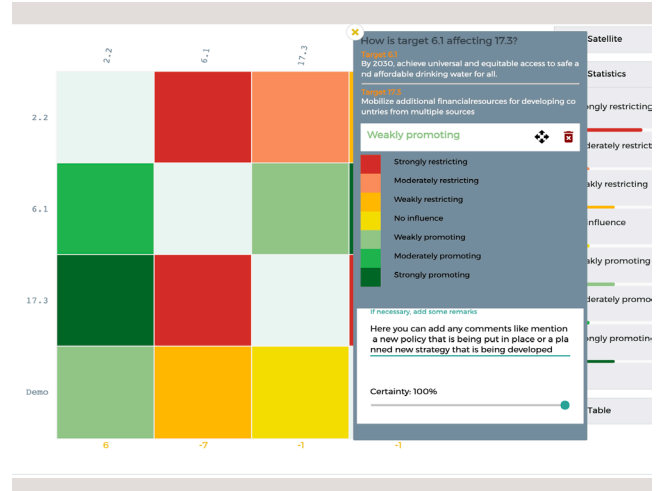 2.2
6.1
17.3
2.2
6.1
17.3
Demo
6
-7
-1
-1
How is target 6.1 affecting 17.3?
Target 6.1
By 2030, achieve universal and equitable access to safe a
nd affordable drinking water for all.
Target 17.3
Mobilize additional financialresources for developing co
untries from multiple sources
Weakly promoting
Strongly restricting
Moderately restricting
Weakly restricting
No influence
Weakly promoting
Moderately promoting
Strongly promoting
If necessary, add some remarks
Here you can add any comments like mention
a new policy that is being put in place or a pla
nned new strategy that is being developed
Certainty: 100%
Satellite
Statistics
ongly restricting
derately restrict
akly restricting
influence
akly promoting
derately promo
ongly promotin
Table